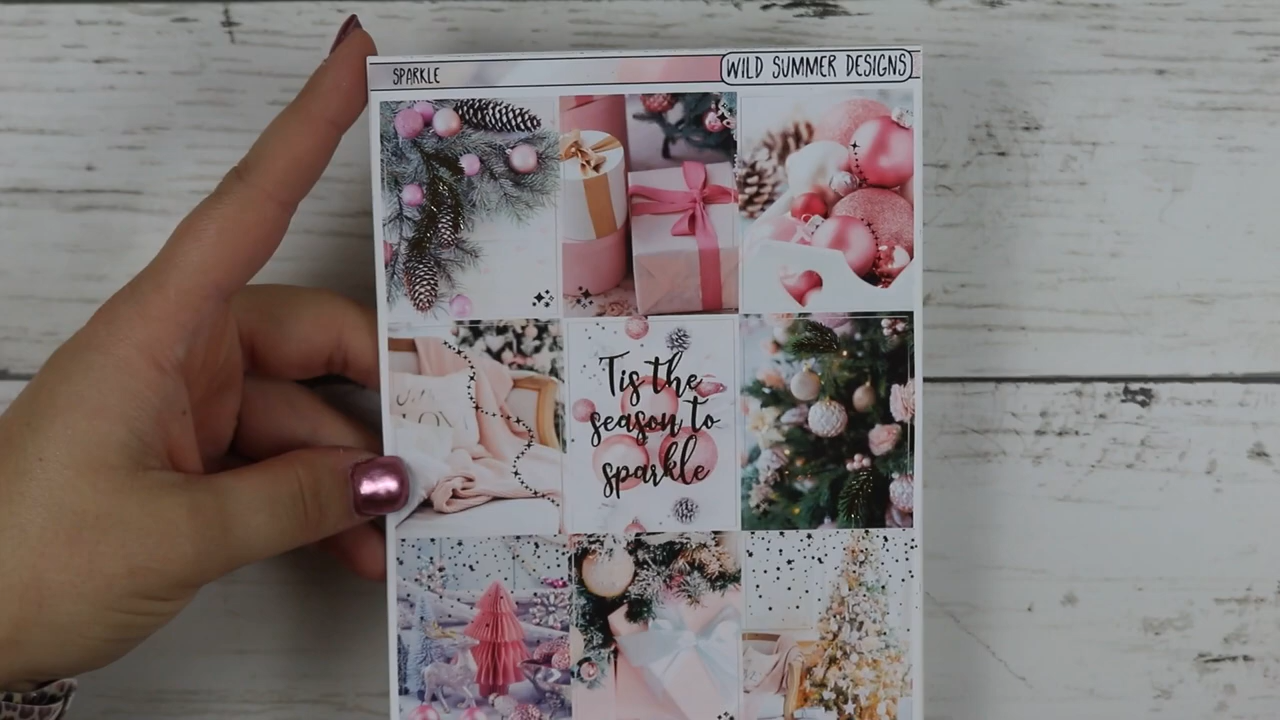 SPARKLE
WILD SUMMER DESIGNS
Tis the
season to
sparkle